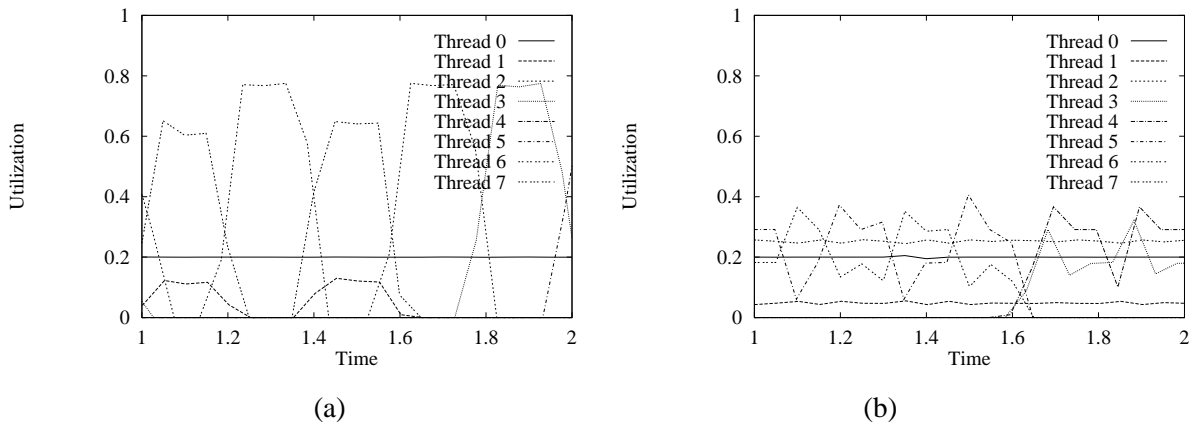 1
0.8
0.6
0.4
0.2
0
Utilization
Thread 0
Thread 1
Thread 2
Thread 3
Thread 4
Thread 5
Thread 6
Thread 7
1 1.2 1.4 1.6 1.8 2
Time
(a)
1
0.8
0.6
0.4
0.2
0
Utilization
Thread 0
Thread 1
Thread 2
Thread 3
Thread 4
Thread 5
Thread 6
Thread 7
1 1.2 1.4 1.6 1.8 2
Time
(b)